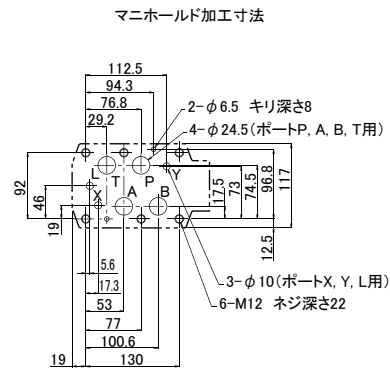 マニホールド加工寸法
112.5
94.3
76.8
29.2
2-φ6.5 キリ深さ8
4-φ24.5(ポートP, A, B, T用)
L
T
P
Y
X
A
B
92
46
19
17.5
73
74.5
96.8
117
12.5
5.6
17.3
53
77
100.6
19
130
3-φ10(ポートX, Y, L用)
6-M12 ネジ深さ22